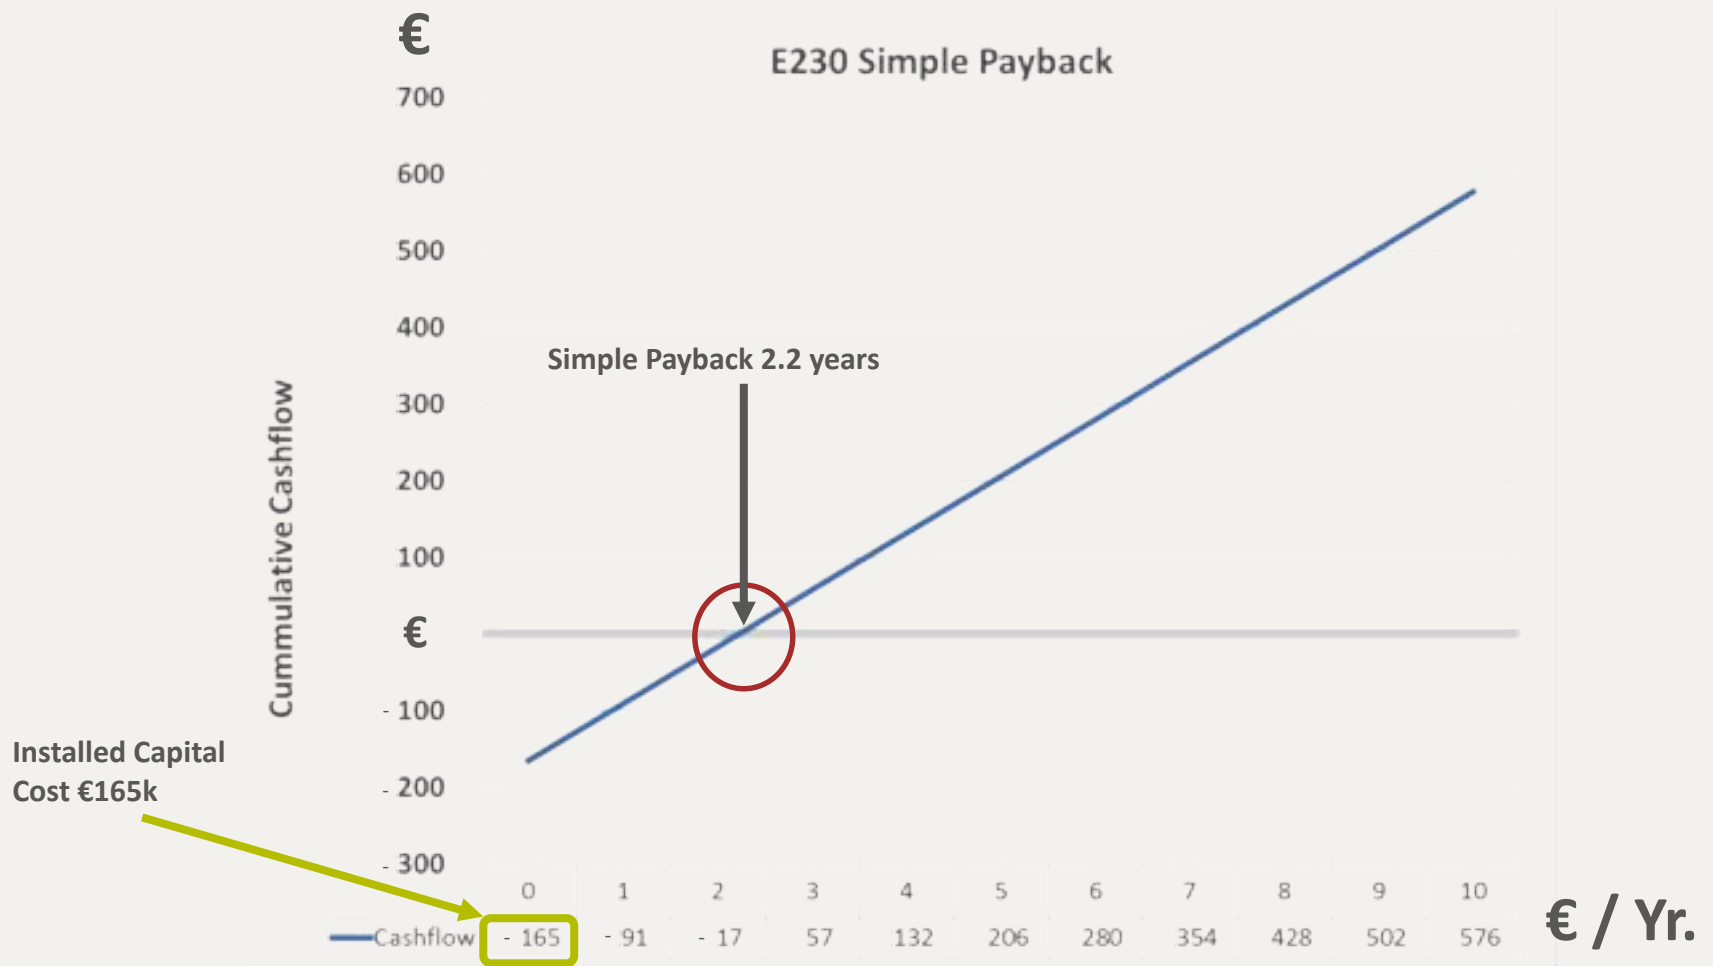 €
E230 Simple Payback
700
600
500
400
Simple Payback 2.2 years
300
200
100
€
- 100
- 200
- 300
Cummulative Cashflow
Installed Capital
Cost €165k
0 1 2 3 4 5 6 7 8 9 10
Cashflow - 165 - 91 - 17 57 132 206 280 354 428 502 576
€ / Yr.